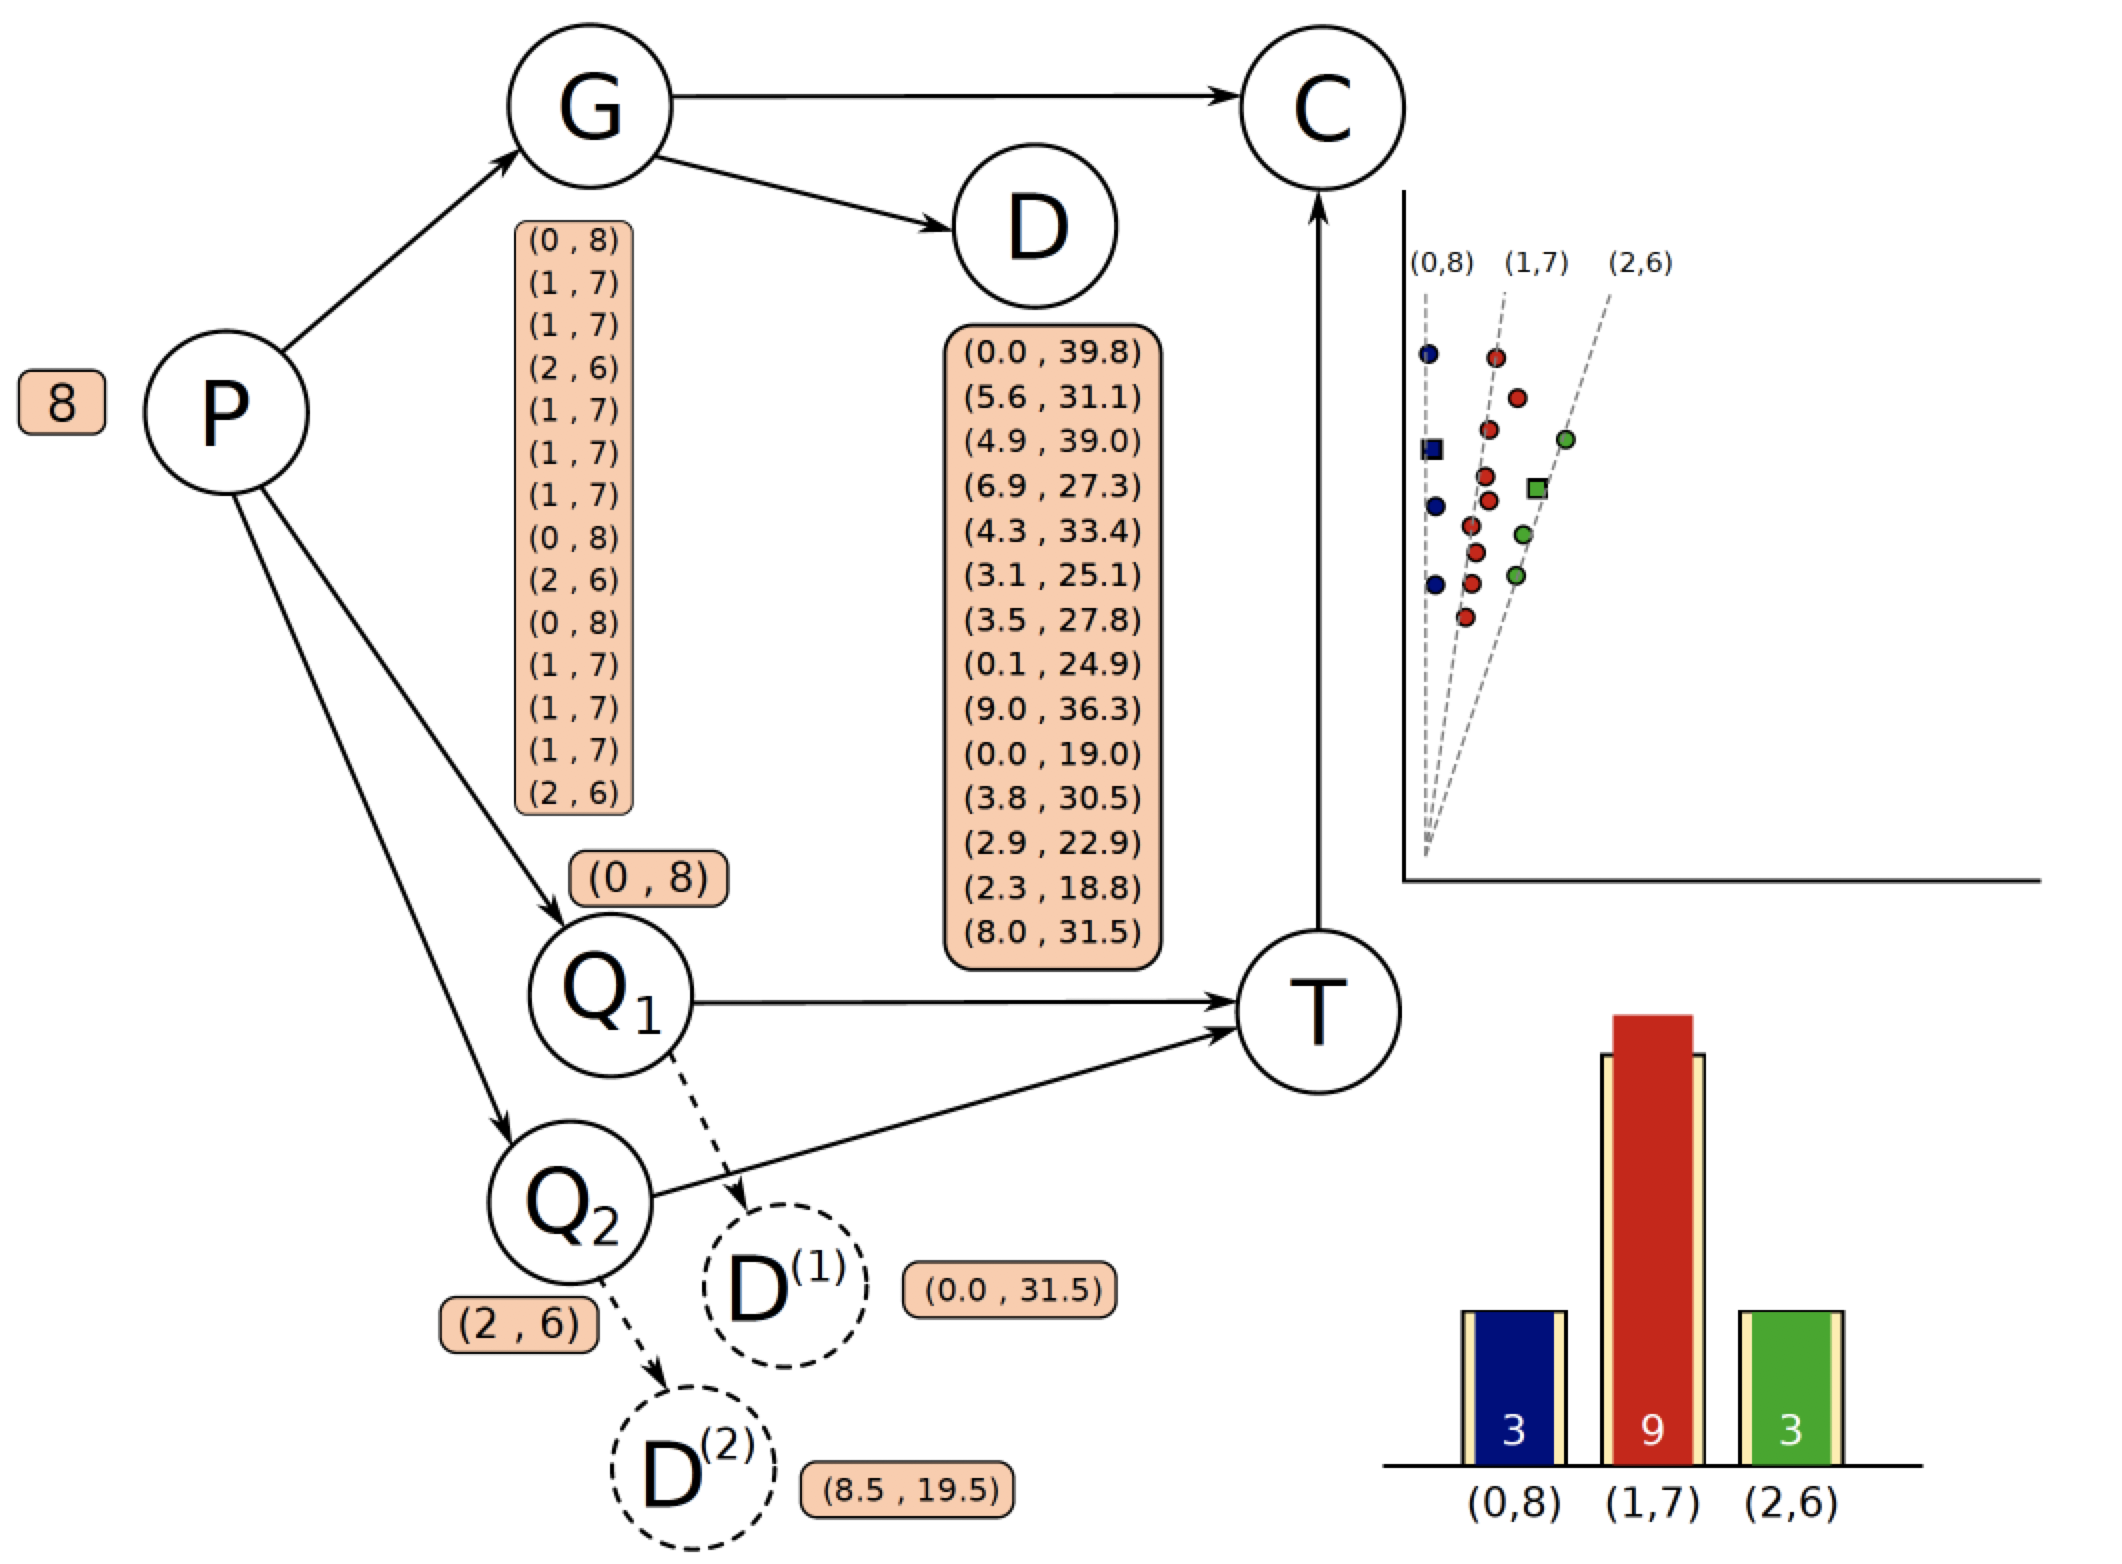 G
C
D
(0,8) (1,7) (2,6)
8
P
(0 , 8)
(1 , 7)
(1 , 7)
(2 , 6)
(1 , 7)
(1 , 7)
(1 , 7)
(0 , 8)
(2 , 6)
(0 , 8)
(1 , 7)
(1 , 7)
(1 , 7)
(2 , 6)
(0.0 , 39.8)
(5.6 , 31.1)
(4.9 , 39.0)
(6.9 , 27.3)
(4.3 , 33.4)
(3.1 , 25.1)
(3.5 , 27.8)
(0.1 , 24.9)
(9.0 , 36.3)
(0.0 , 19.0)
(3.8 , 30.5)
(2.9 , 22.9)
(2.3 , 18.8)
(8.0 , 31.5)
(0 , 8)
Q1
T
Q2
(2 , 6)
D(1)
(0.0 , 31.5)
D(2)
(8.5 , 19.5)
3 9 3
(0,8) (1,7) (2,6)